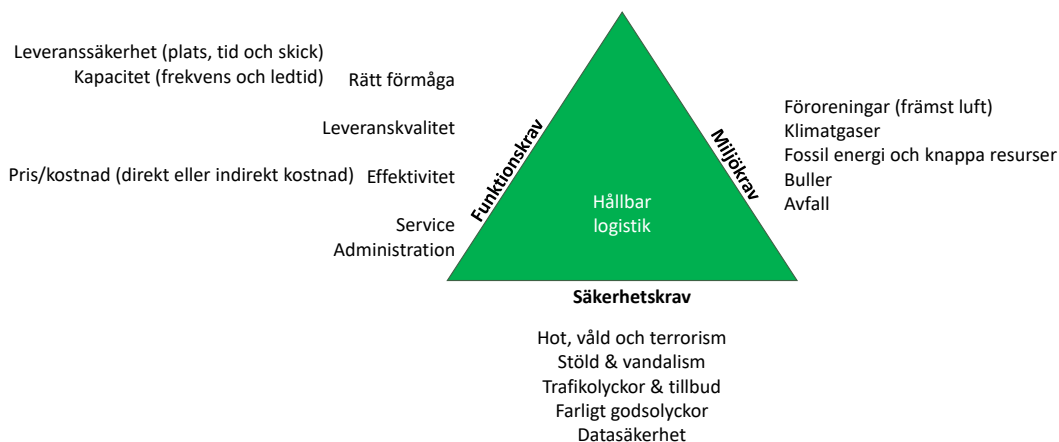 Leveranssäkerhet (plats, tid och skick)
Kapacitet (frekvens och ledtid)
Rätt förmåga
Leveranskvalitet
Pris/kostnad (direkt eller indirekt kostnad)
Effektivitet
Service
Administration
Funktionskrav
Hållbar
logistik
Miljökrav
Föroreningar (främst luft)
Klimatgaser
Fossil energi och knappa resurser
Buller
Avfall
Säkerhetskrav
Hot, våld och terrorism
Stöld & vandalism
Trafikolyckor & tillbud
Farligt godsolyckor
Datasäkerhet